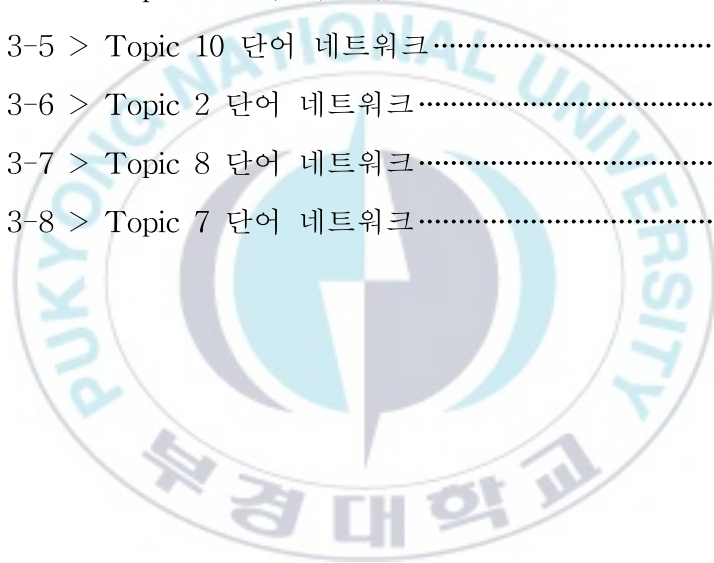 3-5 > Topic 10 단어 네트워크
3-6 > Topic 2 단어 네트워크
3-7 > Topic 8 단어 네트워크
3-8 > Topic 7 단어 네트워크
PUKYONG NATIONAL UNIVERSITY
부경대학교